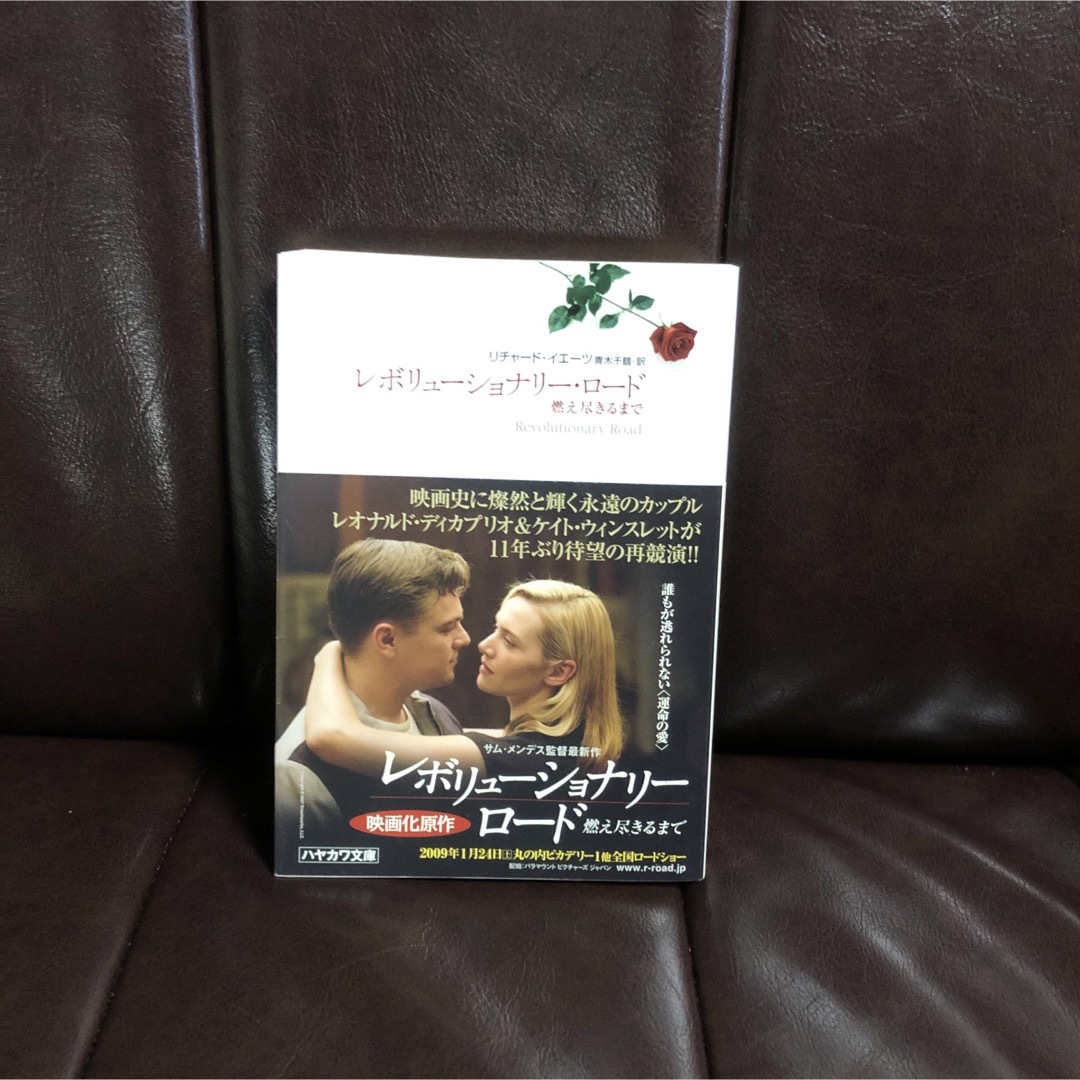 リチャード・イエーツ 青木千鶴・訳
レボリューショナリー・ロード
燃え尽きるまで
Revolutionary Road
映画史に燦然と輝く永遠のカップル
レオナルド・ディカプリオ&ケイト・ウィンスレットが
11年ぶり待望の再競演!!
誰もが逃れられない〈運命の愛〉
サム・メンデス監督最新作
レボリューショナリー
ロード 燃え尽きるまで
映画化原作
ハヤカワ文庫
2009年1月24日(土)丸の内ピカデリー1他全国ロードショー
配給:パラマウント ピクチャーズ ジャパン www.r-road.jp